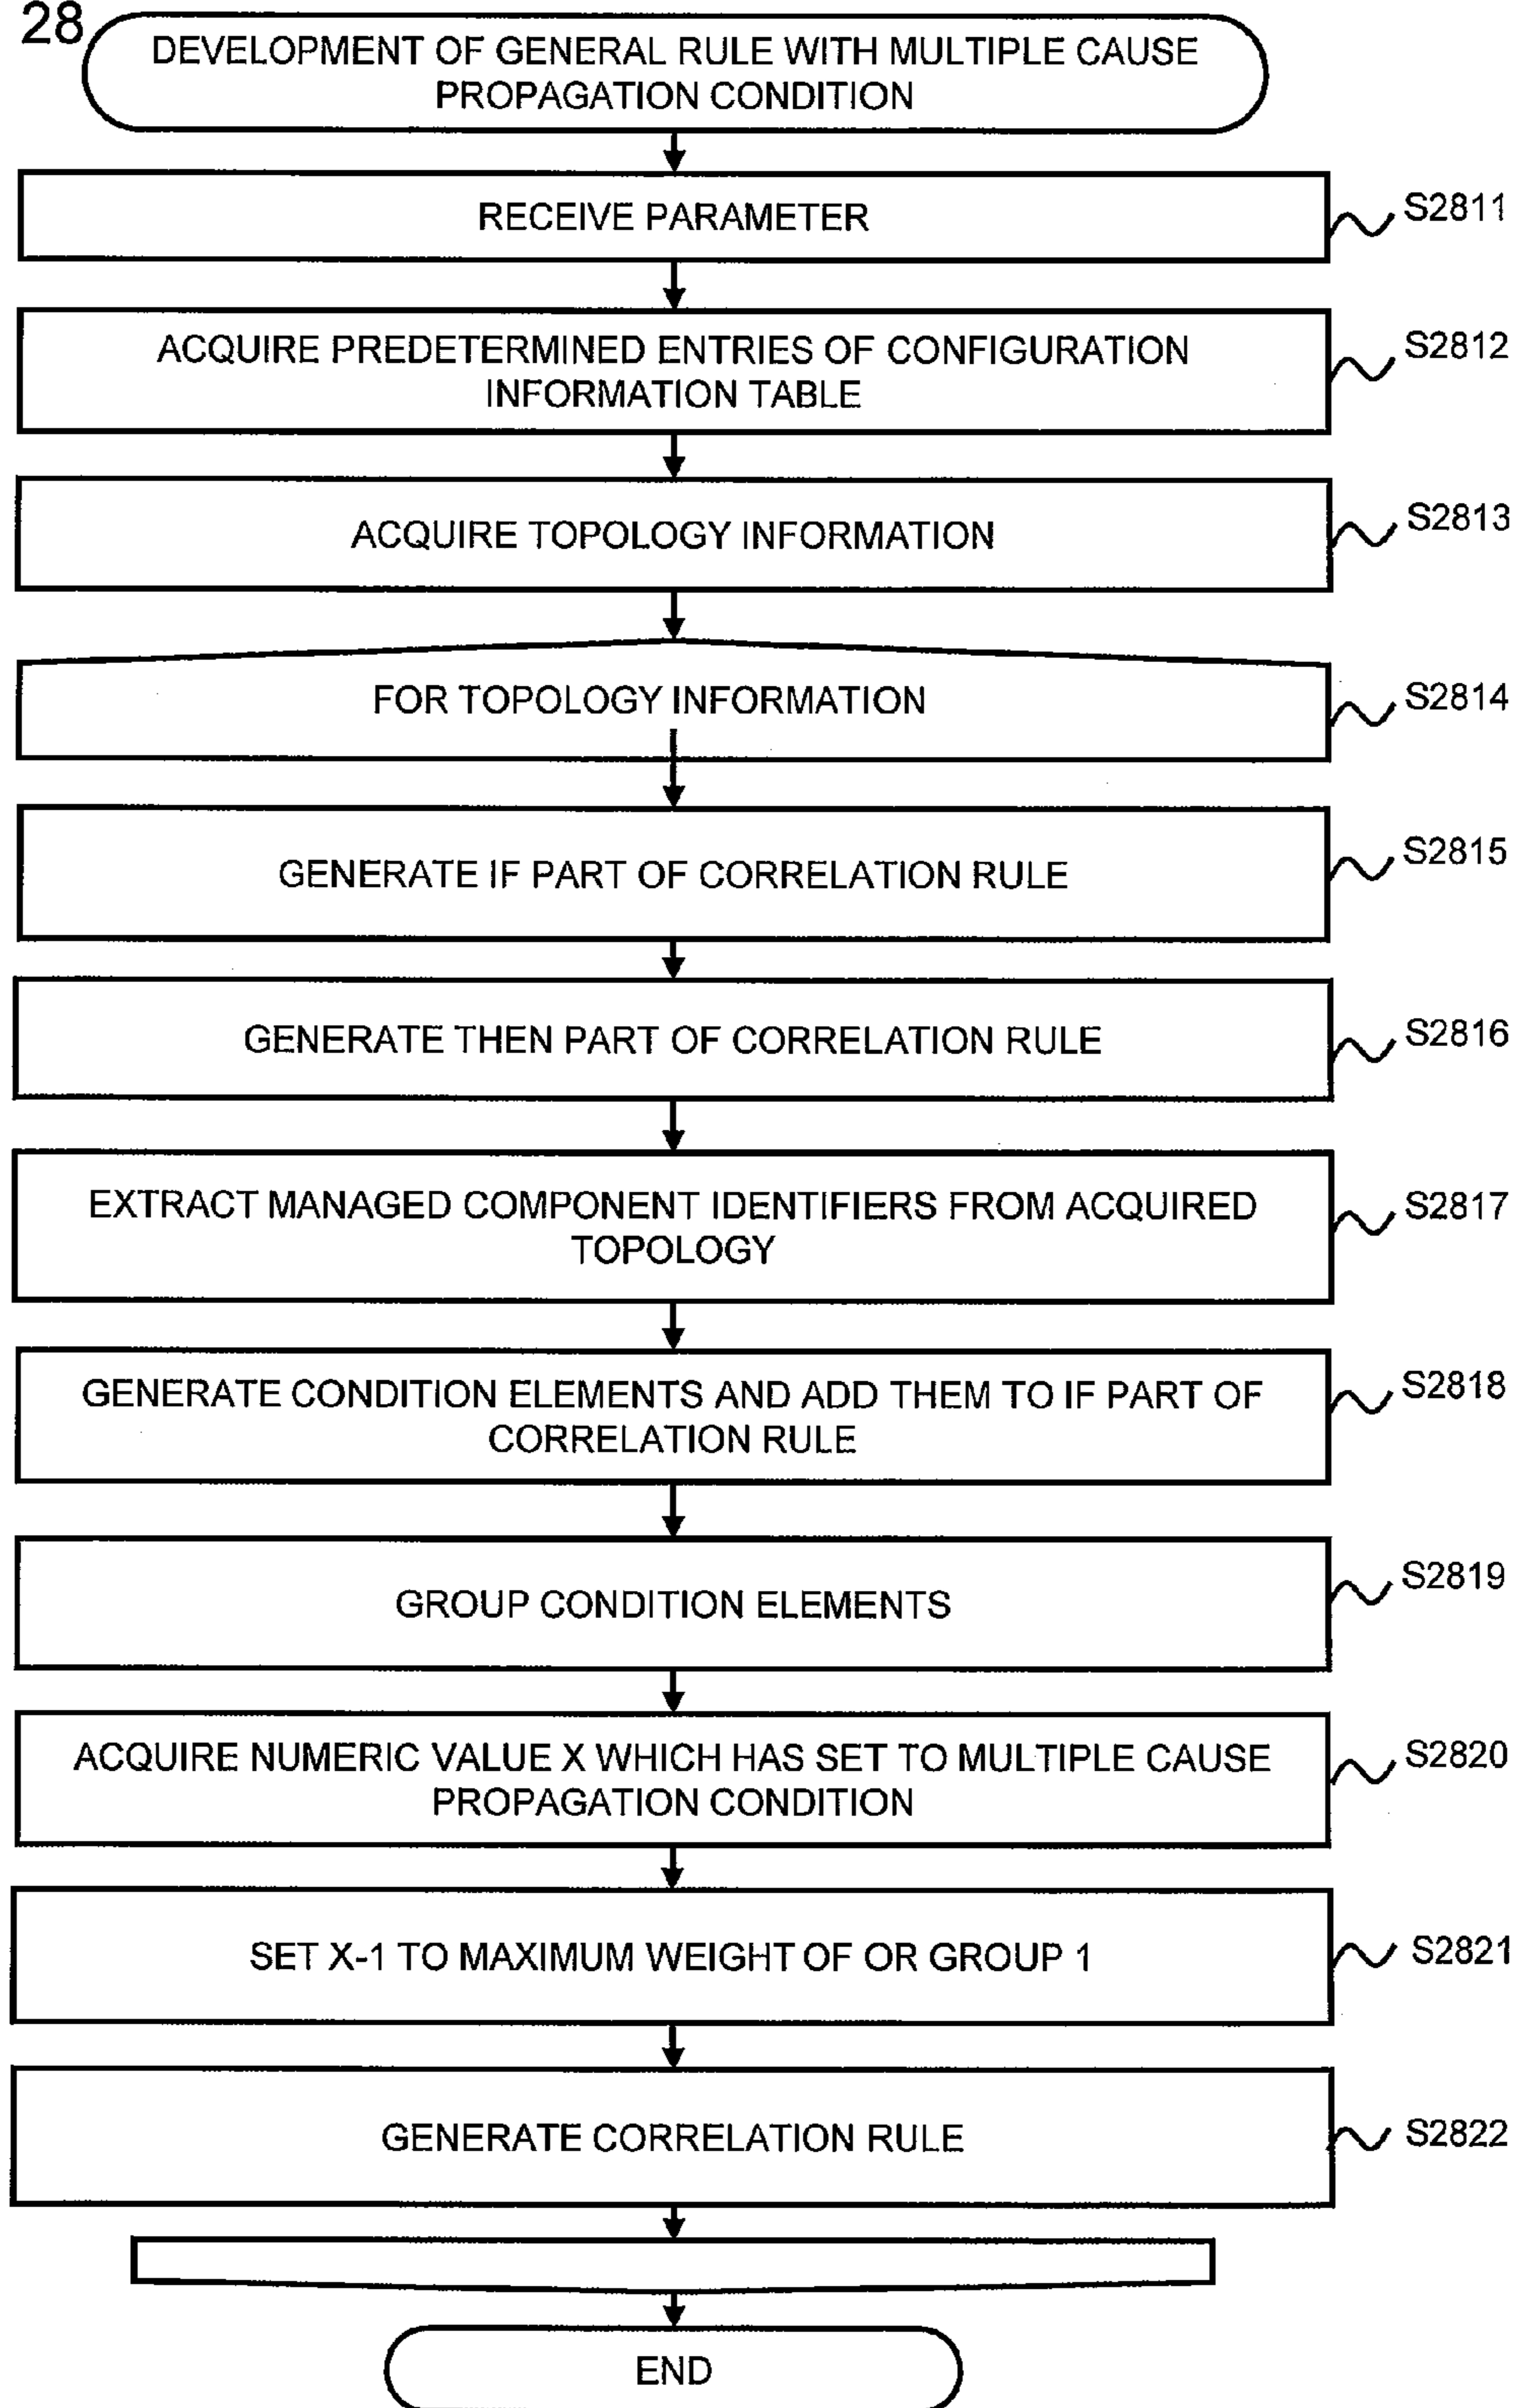 28
DEVELOPMENT OF GENERAL RULE WITH MULTIPLE CAUSE
PROPAGATION CONDITION
RECEIVE PARAMETER
S2811
ACQUIRE PREDETERMINED ENTRIES OF CONFIGURATION
INFORMATION TABLE
S2812
ACQUIRE TOPOLOGY INFORMATION
S2813
FOR TOPOLOGY INFORMATION
S2814
GENERATE IF PART OF CORRELATION RULE
S2815
GENERATE THEN PART OF CORRELATION RULE
S2816
EXTRACT MANAGED COMPONENT IDENTIFIERS FROM ACQUIRED
TOPOLOGY
S2817
GENERATE CONDITION ELEMENTS AND ADD THEM TO IF PART OF
CORRELATION RULE
S2818
GROUP CONDITION ELEMENTS
S2819
ACQUIRE NUMERIC VALUE X WHICH HAS SET TO MULTIPLE CAUSE
PROPAGATION CONDITION
S2820
SET X-1 TO MAXIMUM WEIGHT OF OR GROUP 1
S2821
GENERATE CORRELATION RULE
S2822
END